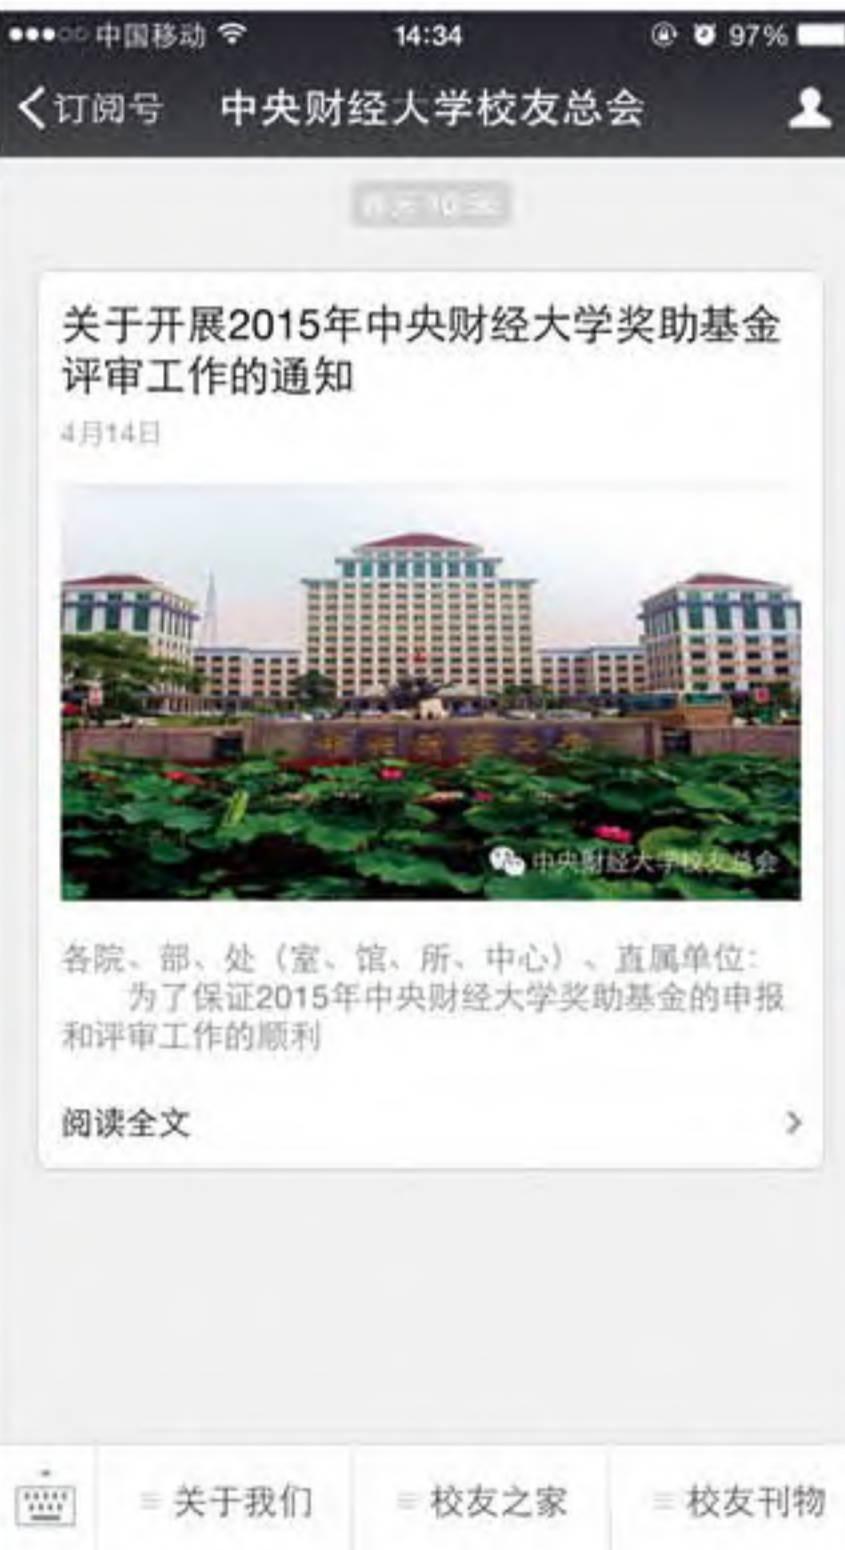 中国移动 14:34 97%
订阅号 中央财经大学校友总会
关于开展2015年中央财经大学奖助基金
评审工作的通知
4月14日
中央财经大学校友总会
各院、部、处（室、馆、所、中心）、直属单位：
为了保证2015年中央财经大学奖助基金的申报
和评审工作的顺利
阅读全文
关于我们 校友之家 校友刊物